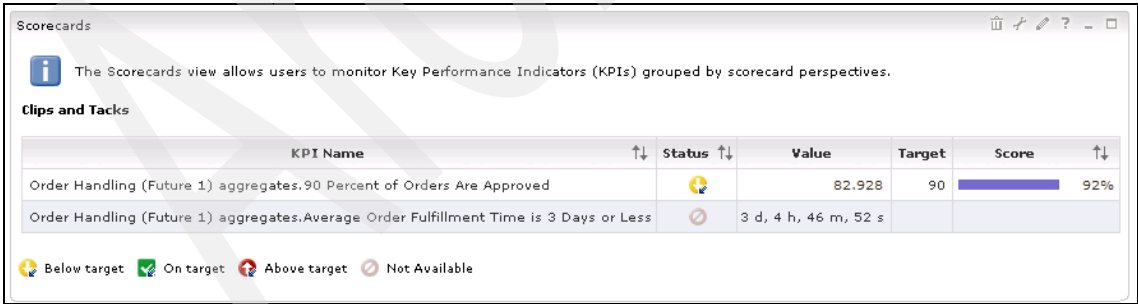 Scorecards
?
i The Scorecards view allows users to monitor Key Performance Indicators (KPIs) grouped by scorecard perspectives.
Clips and Tacks
KPI Name Status Value Target Score
Order Handling (Future 1) aggregates.90 Percent of Orders Are Approved 82.928 90 92%
Order Handling (Future 1) aggregates.Average Order Fulfillment Time is 3 Days or Less 3 d, 4 h, 46 m, 52 s
Below target On target Above target Not Available